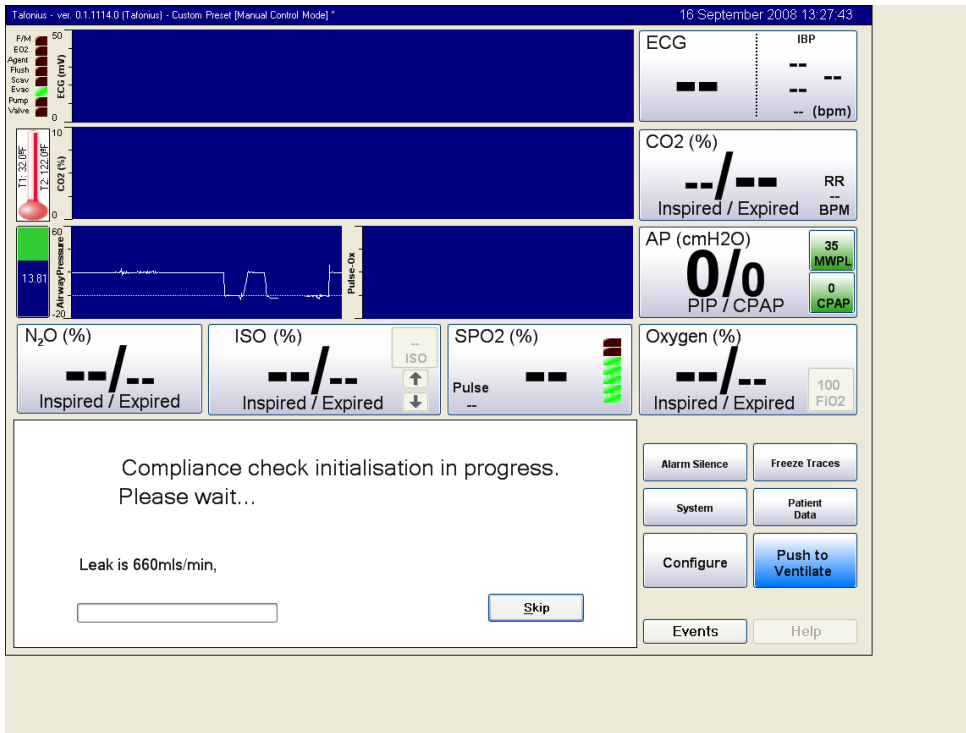 Tafonius - ver. 0.1.1114.0 (Tafonius) - Custom Preset [Manual Control Mode] *
16 September 2008 13:27:43
F/M
EO2
Agent
Flush
Scav
Evac
Pump
Valve
50
ECG (mV)
0
ECG
--
IBP
--
--
--
-- (bpm)
T1: 32.0ºF
T2: 122.0ºF
10
CO2 (%)
0
CO2 (%)
--/--
Inspired / Expired
RR
--
BPM
13.81
60
Airway Pressure
-20
Pulse-Ox
AP (cmH2O)
0/0
PIP / CPAP
35
MWPL
0
CPAP
N₂O (%)
--/--
Inspired / Expired
ISO (%)
--/--
Inspired / Expired
--
ISO
SPO2 (%)
--
Pulse
--
Oxygen (%)
--/--
Inspired / Expired
100
FiO2
Compliance check initialisation in progress.
Please wait...
Leak is 660mls/min,
Skip
Alarm Silence
Freeze Traces
System
Patient
Data
Configure
Push to
Ventilate
Events
Help